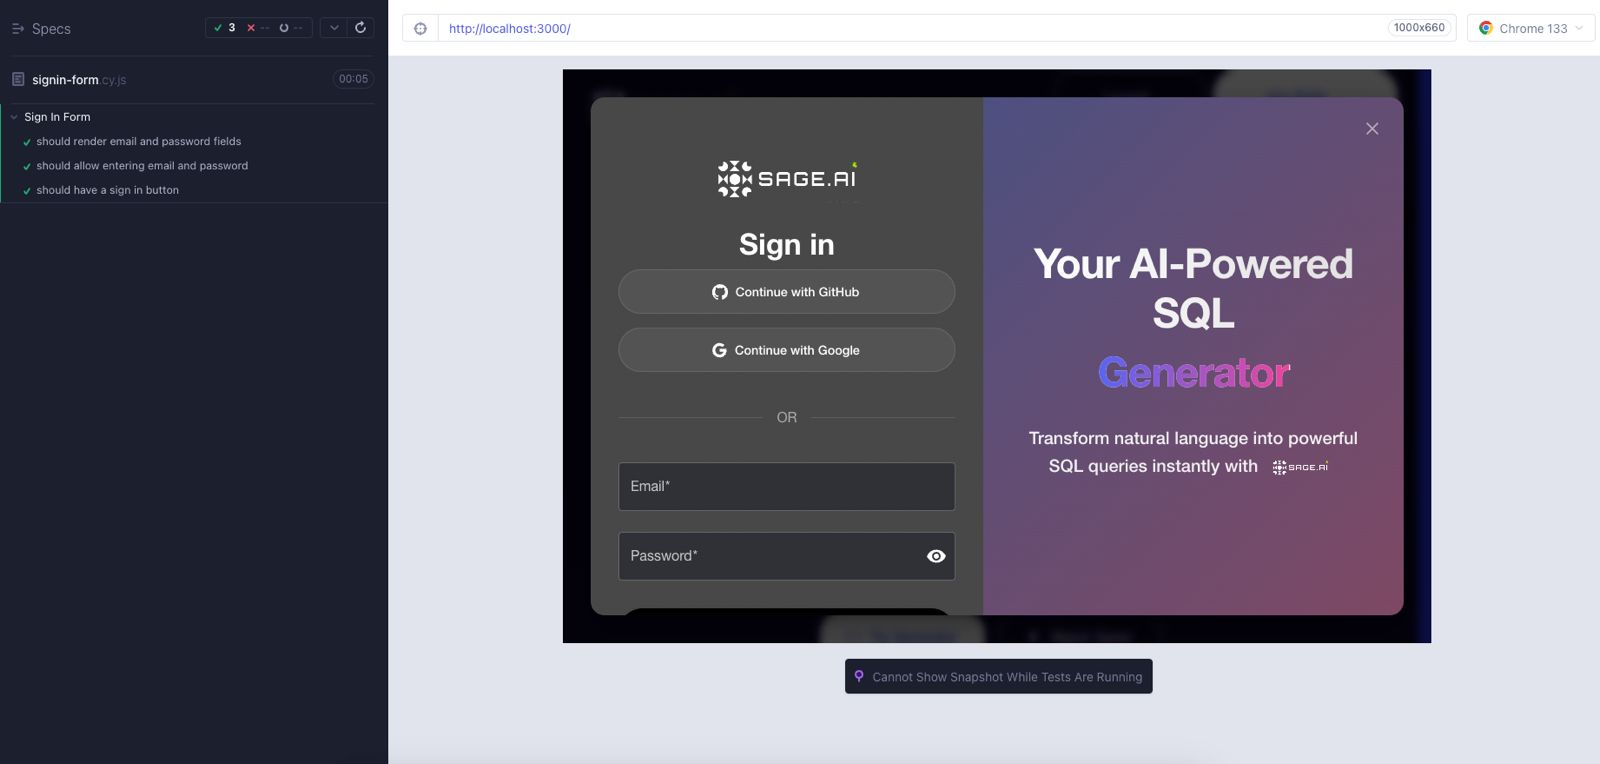 Specs
3 -- --
signin-form.cy.js 00:05
Sign In Form
should render email and password fields
should allow entering email and password
should have a sign in button
http://localhost:3000/
1000x660
Chrome 133
SAGE.AI
Sign in
Continue with GitHub
Continue with Google
OR
Email*
Password*
Your AI-Powered
SQL
Generator
Transform natural language into powerful
SQL queries instantly with SAGE.AI
Cannot Show Snapshot While Tests Are Running